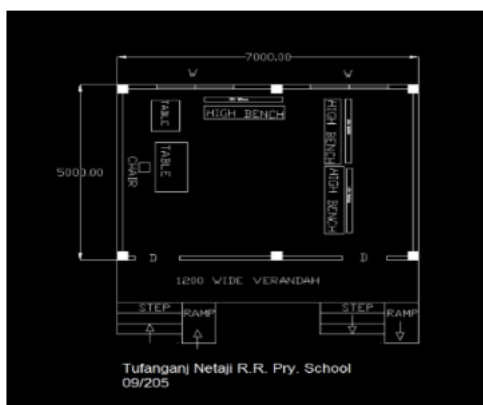 7000.00
W W
TABLE
HIGH BENCH
HIGH BENCH
5000.00
CHAIR
TABLE
HIGH BENCH
D D
1200 WIDE VERANDAH
STEP RAMP STEP RAMP
Tufanganj Netaji R.R. Pry. School
09/205